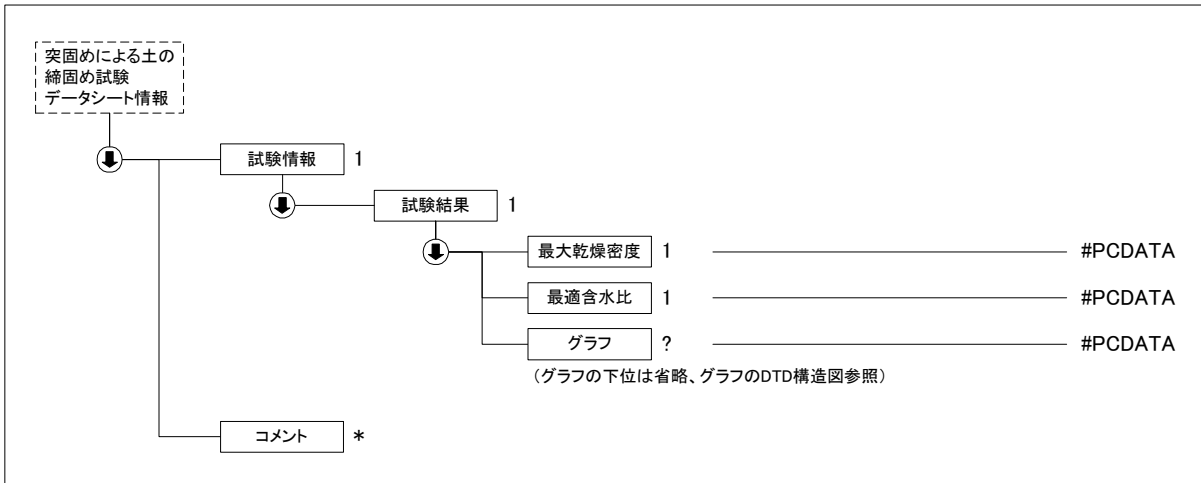 突固めによる土の
締固め試験
データシート情報
試験情報 1
試験結果 1
最大乾燥密度 1 #PCDATA
最適含水比 1 #PCDATA
グラフ ? #PCDATA
(グラフの下位は省略、グラフのDTD構造図参照)
コメント *